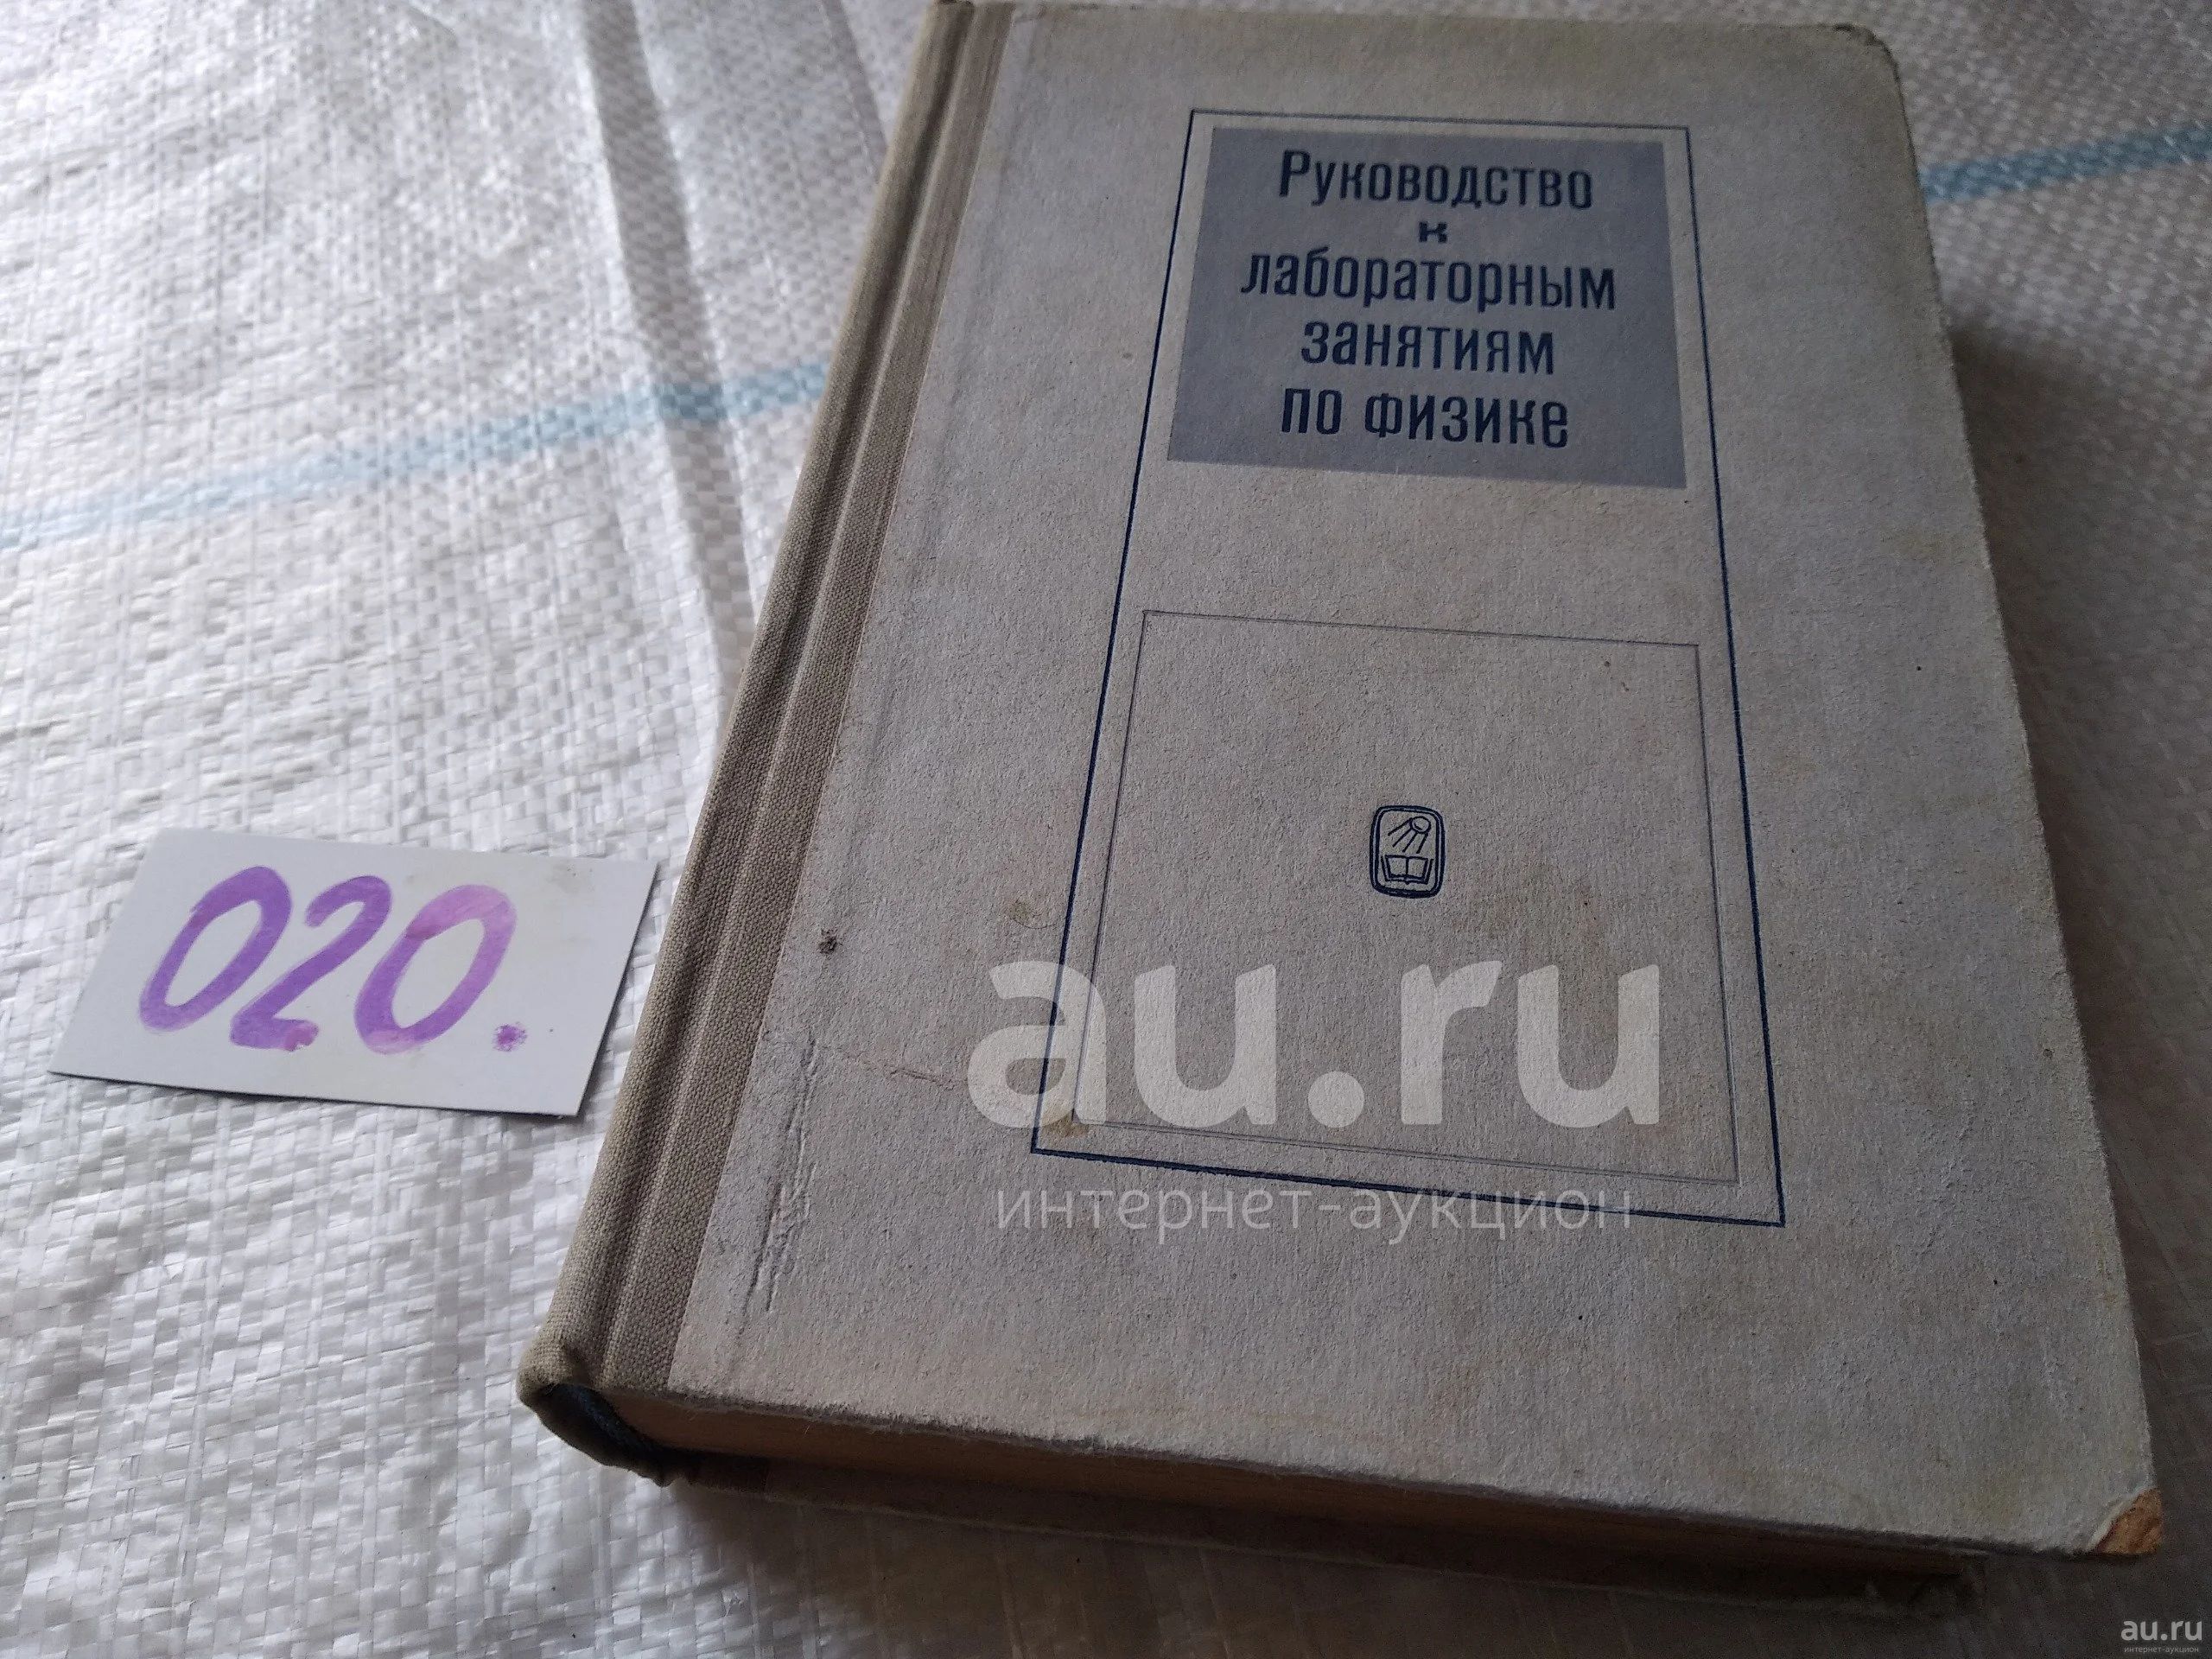 Руководство
к
лабораторным
занятиям
по физике
020.
au.ru
интернет-аукцион
au.ru
интернет-аукцион